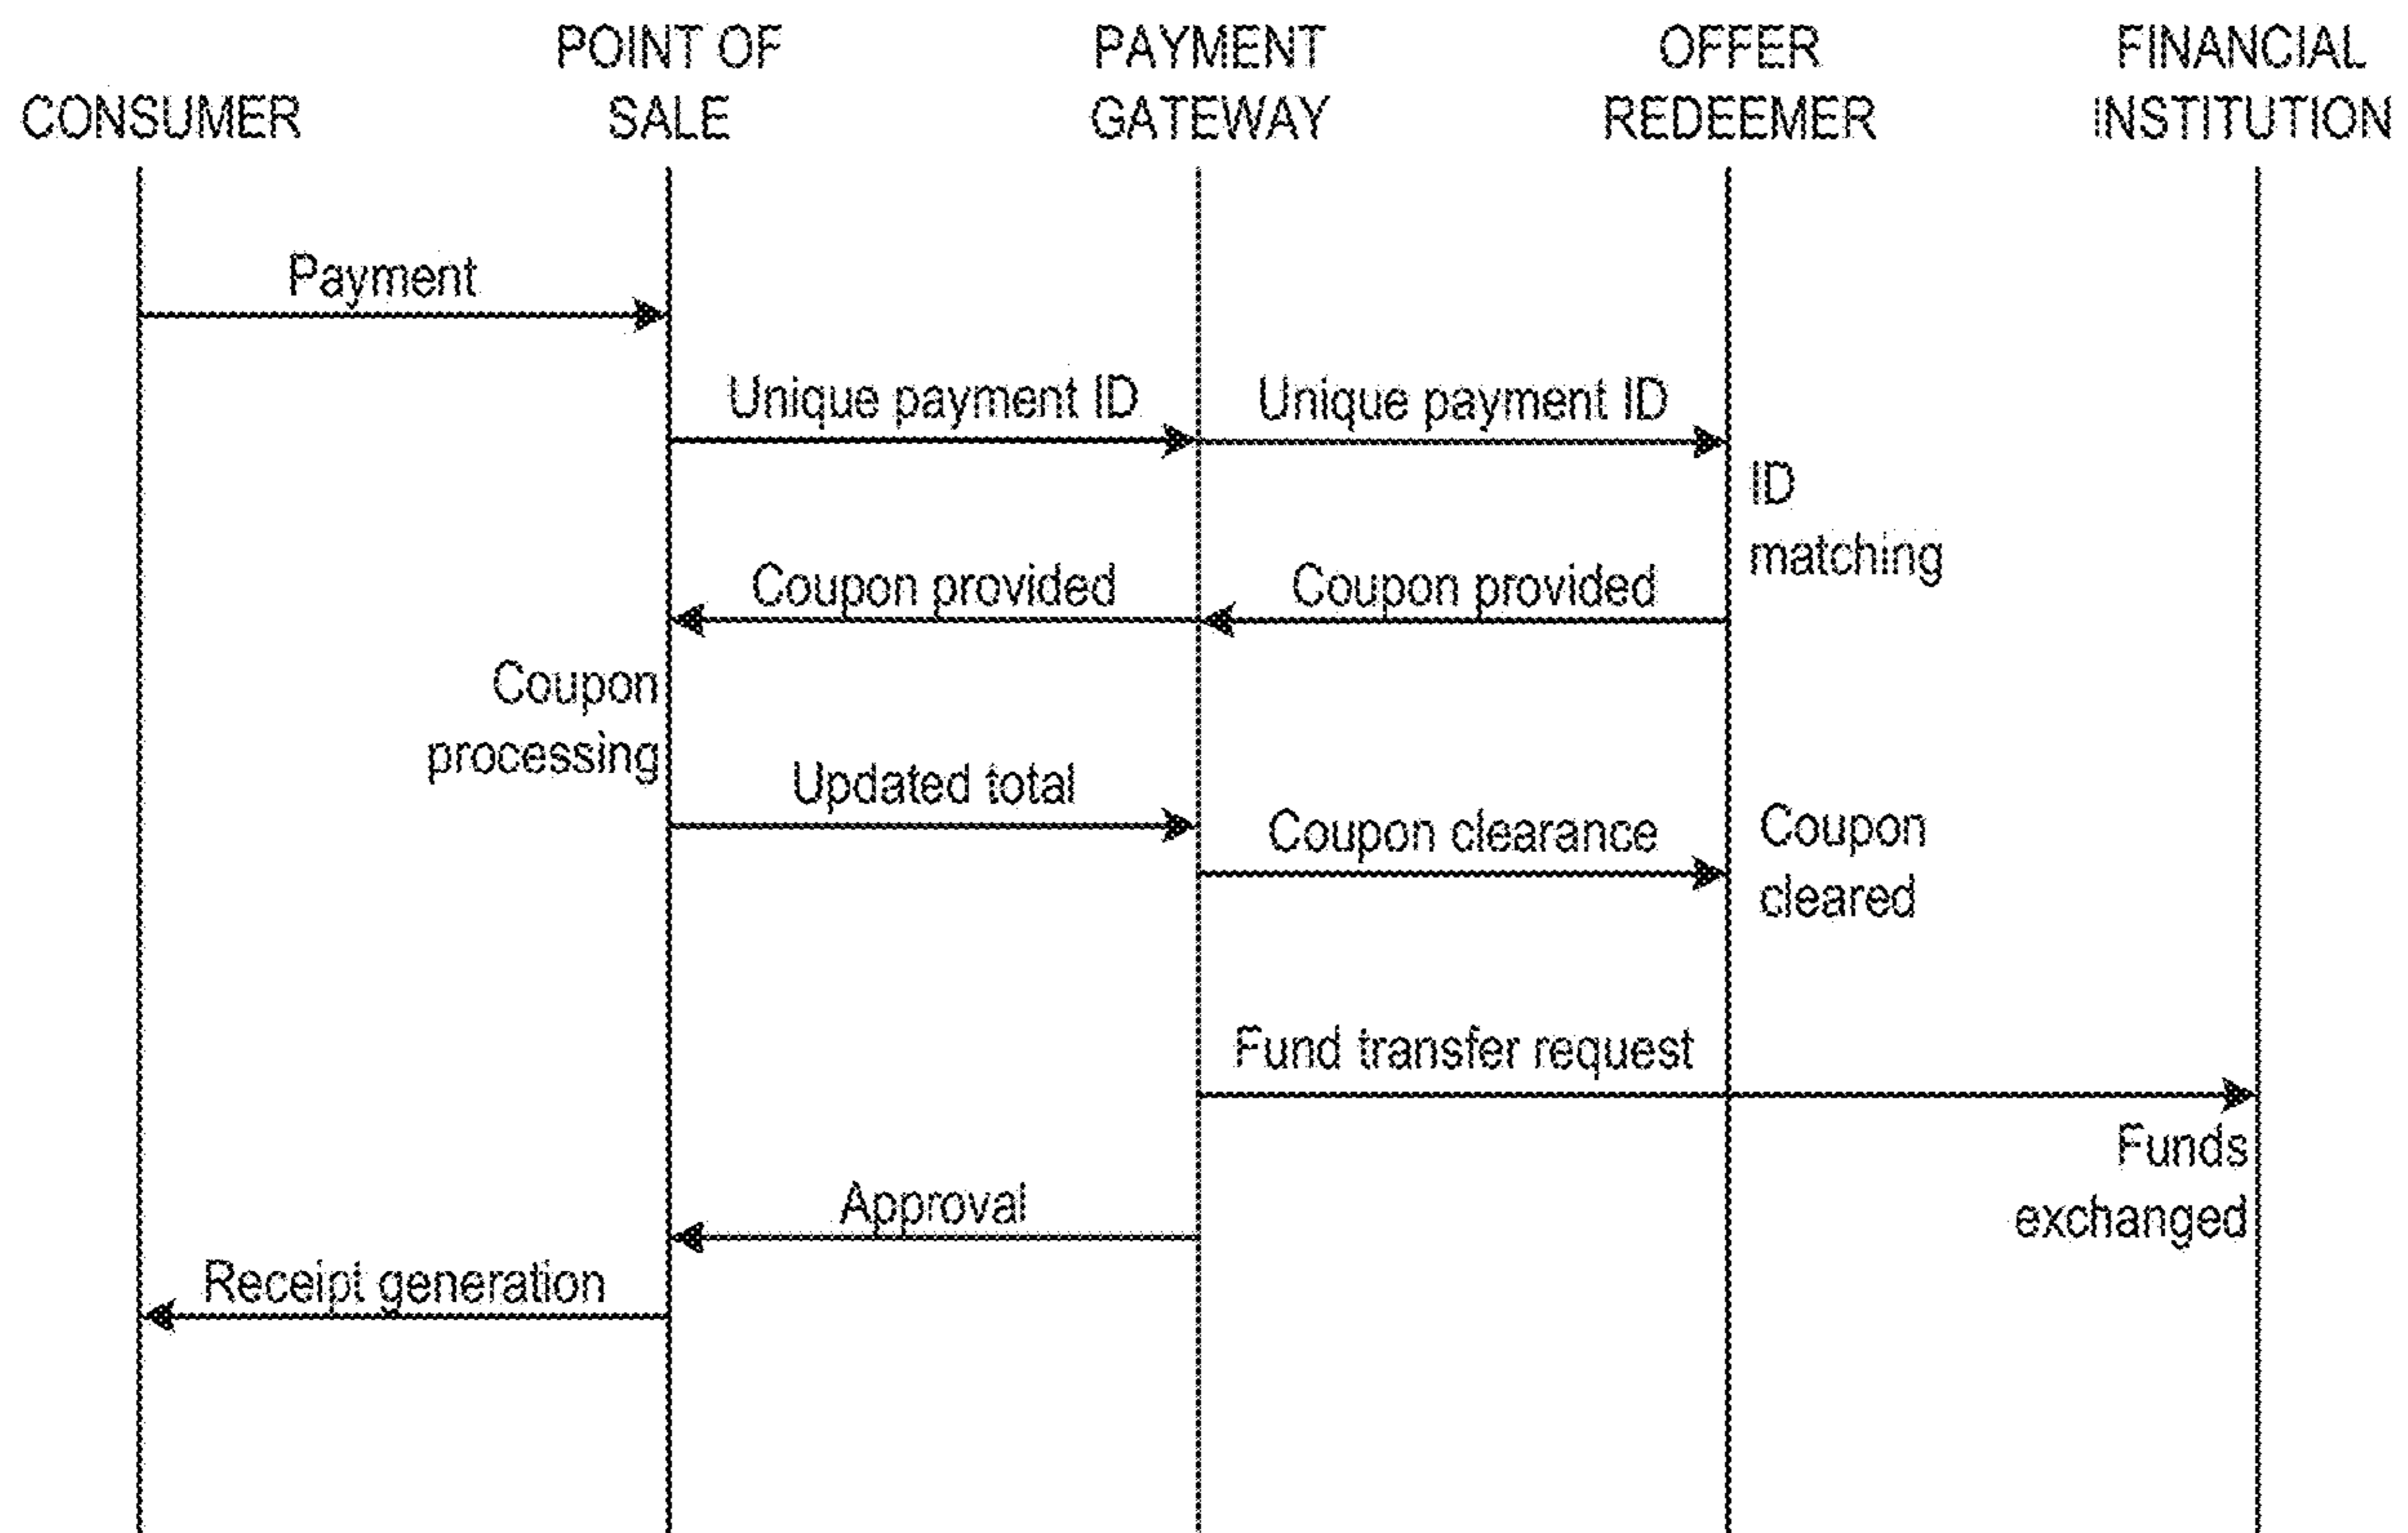 CONSUMER
POINT OF
SALE
PAYMENT
GATEWAY
OFFER
REDEEMER
FINANCIAL
INSTITUTION
Payment
Unique payment ID
Unique payment ID
ID
matching
Coupon provided
Coupon provided
Coupon
processing
Updated total
Coupon clearance
Coupon
cleared
Fund transfer request
Funds
exchanged
Approval
Receipt generation